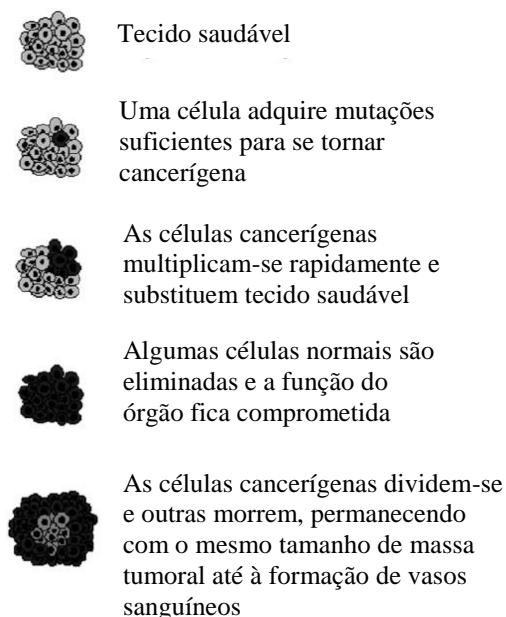 Tecido saudável
Uma célula adquire mutações
suficientes para se tornar
cancerígena
As células cancerígenas
multiplicam-se rapidamente e
substituem tecido saudável
Algumas células normais são
eliminadas e a função do
órgão fica comprometida
As células cancerígenas dividem-se
e outras morrem, permanecendo
com o mesmo tamanho de massa
tumoral até à formação de vasos
sanguíneos